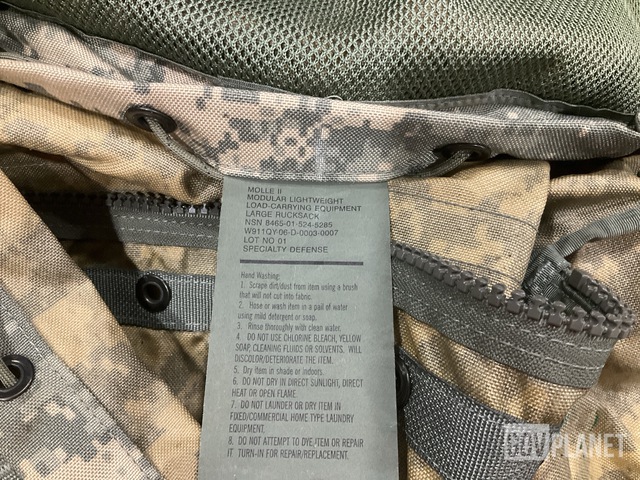 MOLLE II
MODULAR LIGHTWEIGHT
LOAD-CARRYING EQUIPMENT
LARGE RUCKSACK
NSN 8465-01-524-5285
W911QY-06-D-0003-0007
LOT NO 01
SPECIALTY DEFENSE
Hand Washing:
1. Scrape dirt/dust from item using a brush
that will not cut into fabric.
2. Hose or wash item in a pail of water
using mild detergent or soap.
3. Rinse thoroughly with clean water.
4. DO NOT USE CHLORINE BLEACH, YELLOW
SOAP, CLEANING FLUIDS OR SOLVENTS. WILL
DISCOLOR/DETERIORATE THE ITEM.
5. Dry item in shade or indoors.
6. DO NOT DRY IN DIRECT SUNLIGHT, DIRECT
HEAT OR OPEN FLAME.
7. DO NOT LAUNDER OR DRY ITEM IN
FIXED/COMMERCIAL HOME TYPE LAUNDRY
EQUIPMENT.
8. DO NOT ATTEMPT TO DYE ITEM OR REPAIR
IT TURN-IN FOR REPAIR/REPLACEMENT.
GOVPLANET